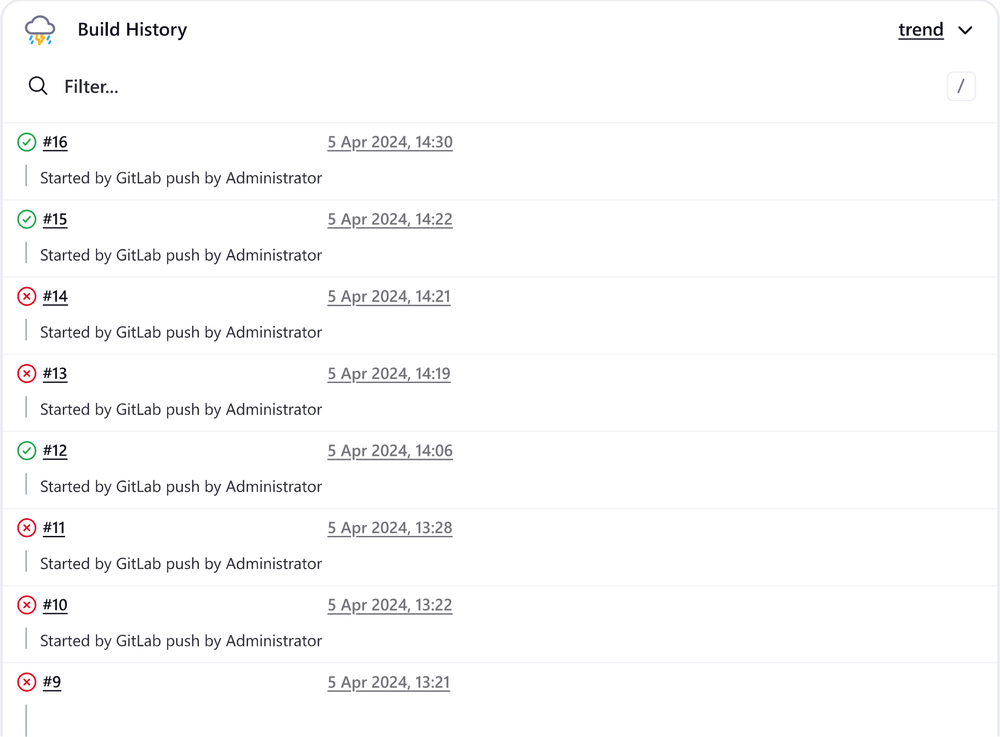 Build History
trend
Filter...
/
#16
5 Apr 2024, 14:30
Started by GitLab push by Administrator
#15
5 Apr 2024, 14:22
Started by GitLab push by Administrator
#14
5 Apr 2024, 14:21
Started by GitLab push by Administrator
#13
5 Apr 2024, 14:19
Started by GitLab push by Administrator
#12
5 Apr 2024, 14:06
Started by GitLab push by Administrator
#11
5 Apr 2024, 13:28
Started by GitLab push by Administrator
#10
5 Apr 2024, 13:22
Started by GitLab push by Administrator
#9
5 Apr 2024, 13:21